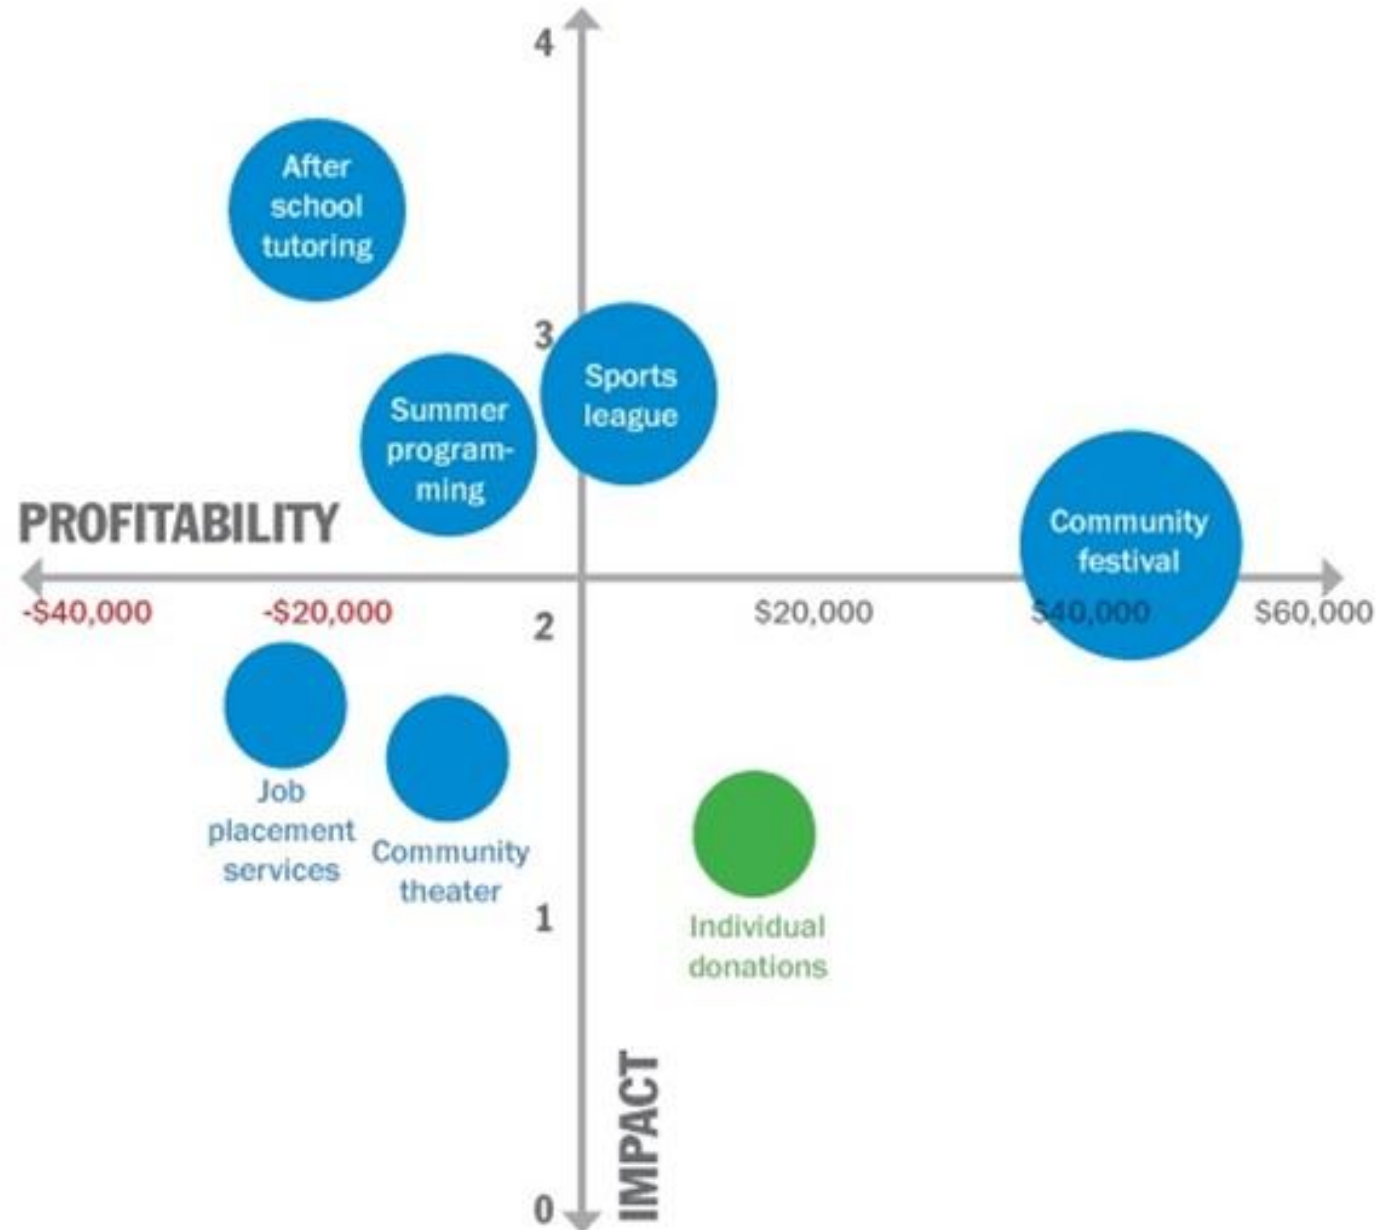 4
After
school
tutoring
3
Sports
league
Summer
program-
ming
PROFITABILITY
Community
festival
-$40,000 -$20,000 2 $20,000 $40,000 $60,000
Job
placement
services
Community
theater
1
Individual
donations
IMPACT
0